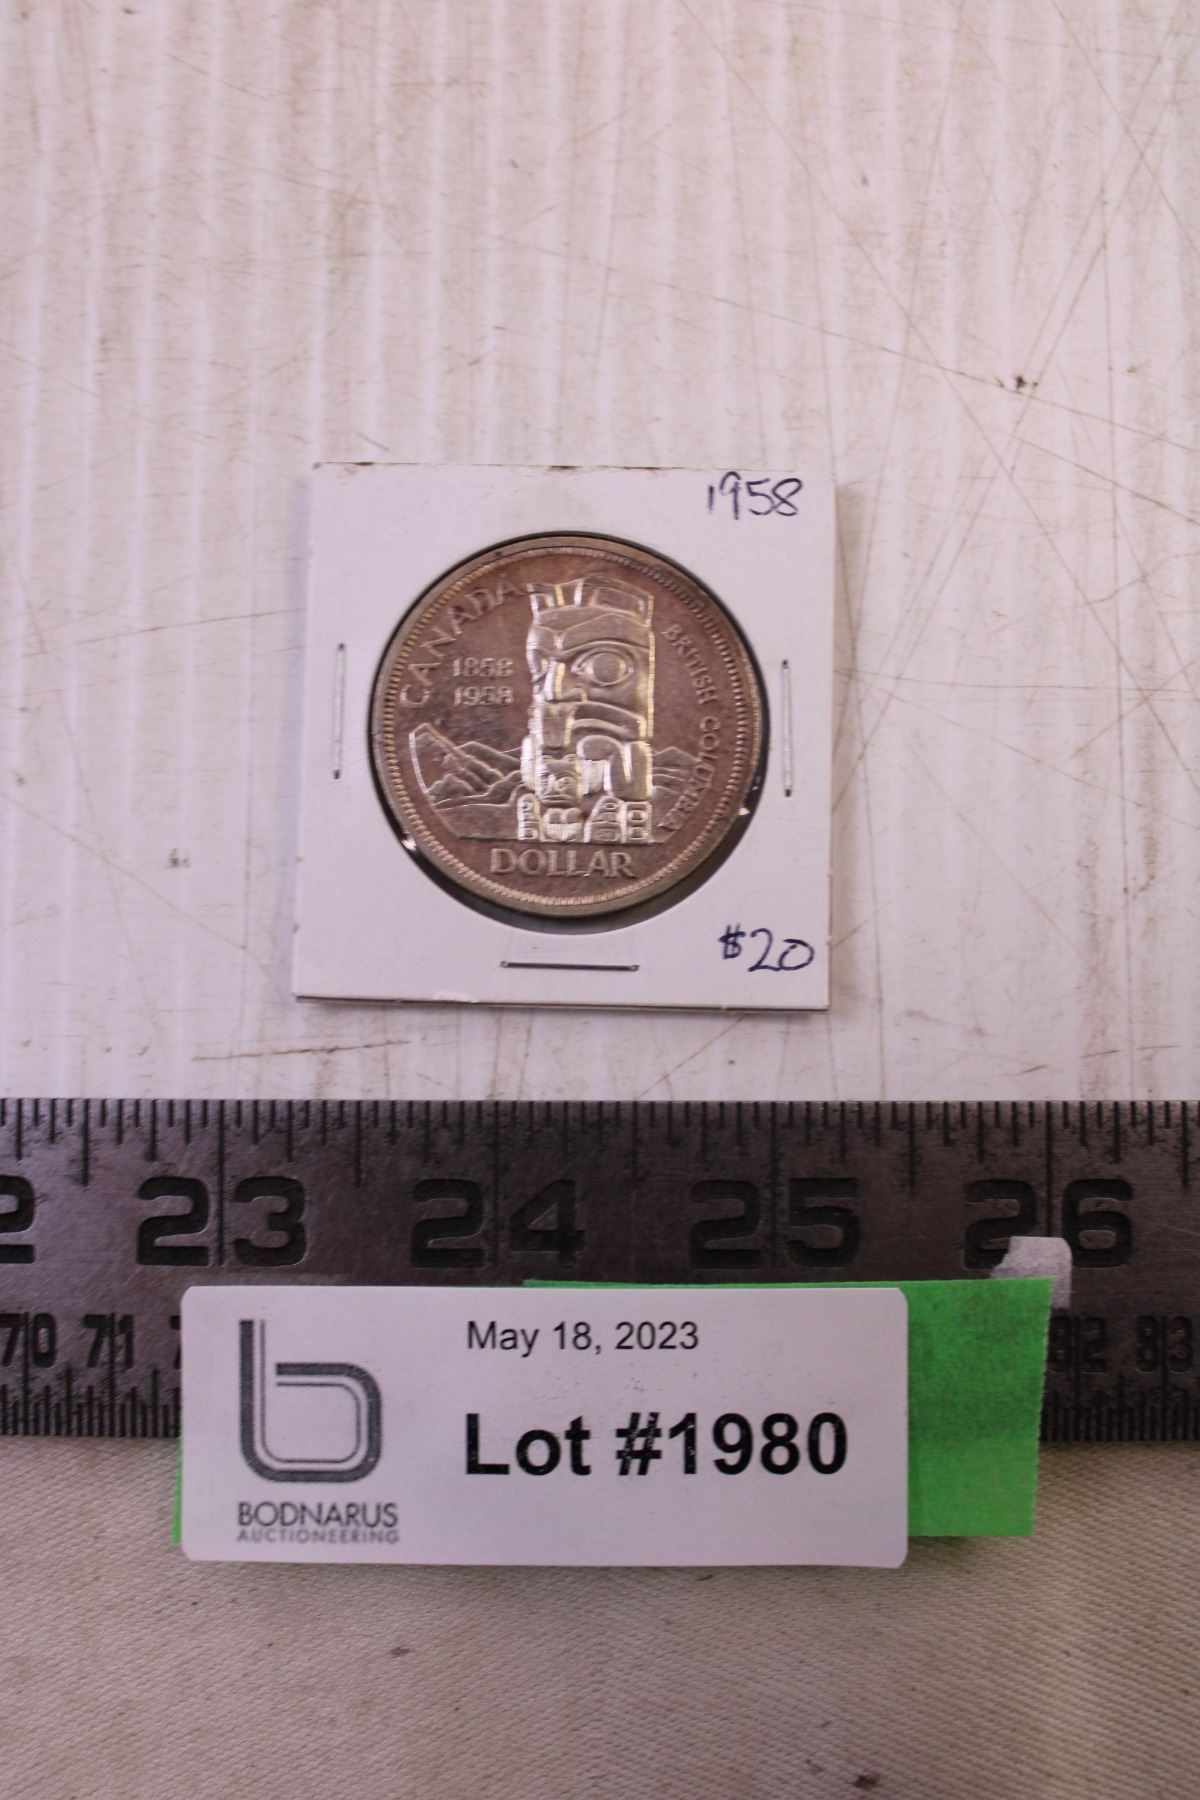 1958
CANADA
BRITISH COLUMBIA
1858
1958
DOLLAR
$20
23 24 25 26
70 71
82 83
May 18, 2023
Lot #1980
BODNARUS
AUCTIONEERING